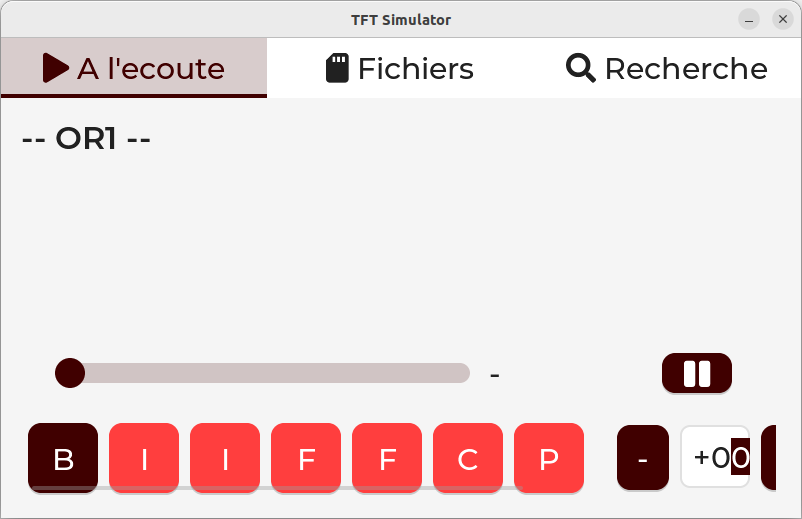 TFT Simulator
A l'ecoute Fichiers Recherche
-- OR1 --
-
B I I F F C P - +00